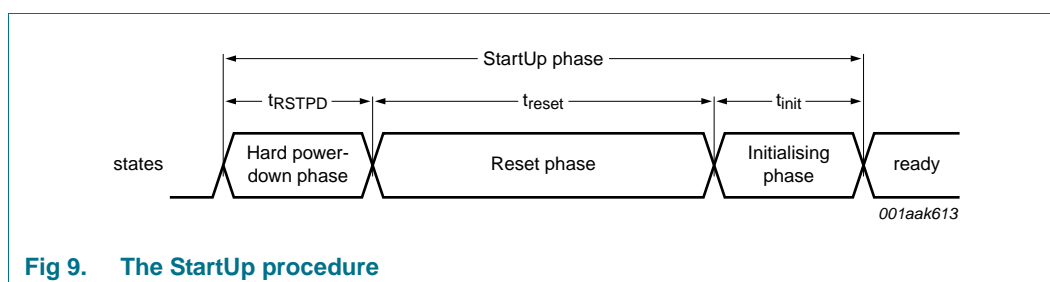 StartUp phase
tRSTPD
treset
tinit
states
Hard power-
down phase
Reset phase
Initialising
phase
ready
001aak613
Fig 9. The StartUp procedure